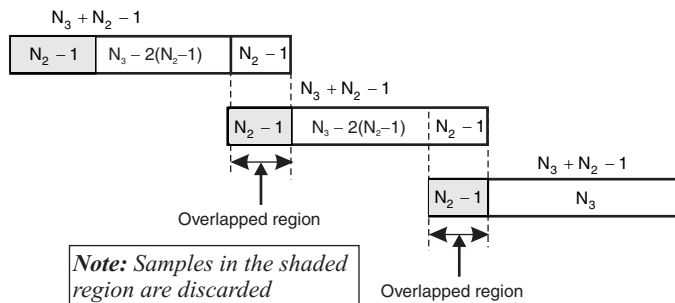 N₃ + N₂ – 1
N₂ – 1 N₃ – 2(N₂–1) N₂ – 1
N₃ + N₂ – 1
N₂ – 1 N₃ – 2(N₂–1) N₂ – 1
N₃ + N₂ – 1
N₂ – 1 N₃
Overlapped region
Note: Samples in the shaded
region are discarded
Overlapped region